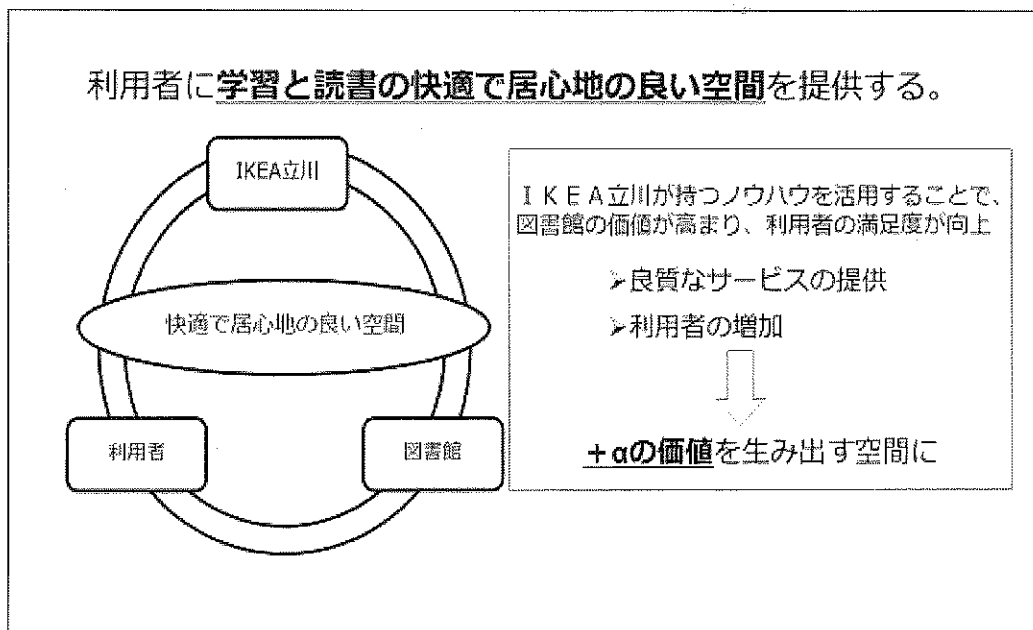 利用者に学習と読書の快適で居心地の良い空間を提供する。
IKEA立川
快適で居心地の良い空間
利用者
図書館
ＩＫＥＡ立川が持つノウハウを活用することで、
図書館の価値が高まり、利用者の満足度が向上
➢良質なサービスの提供
➢利用者の増加
＋αの価値を生み出す空間に